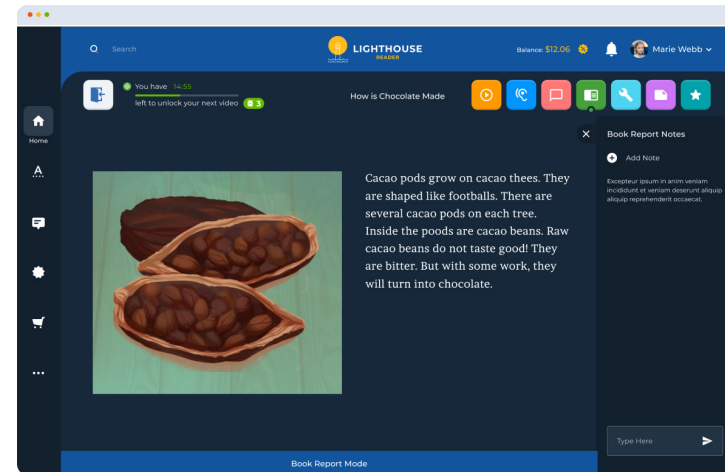 Search
LIGHTHOUSE
READER
Balance: $12.06
Marie Webb
You have 14:55
left to unlock your next video 3
How is Chocolate Made
Home
A
Book Report Notes
Add Note
Excepteur ipsum in anim veniam
incididunt et veniam deserunt aliquip
aliquip reprehenderit occaecat.
Cacao pods grow on cacao thees. They
are shaped like footballs. There are
several cacao pods on each tree.
Inside the poods are cacao beans. Raw
cacao beans do not taste good! They
are bitter. But with some work, they
will turn into chocolate.
Type Here
Book Report Mode